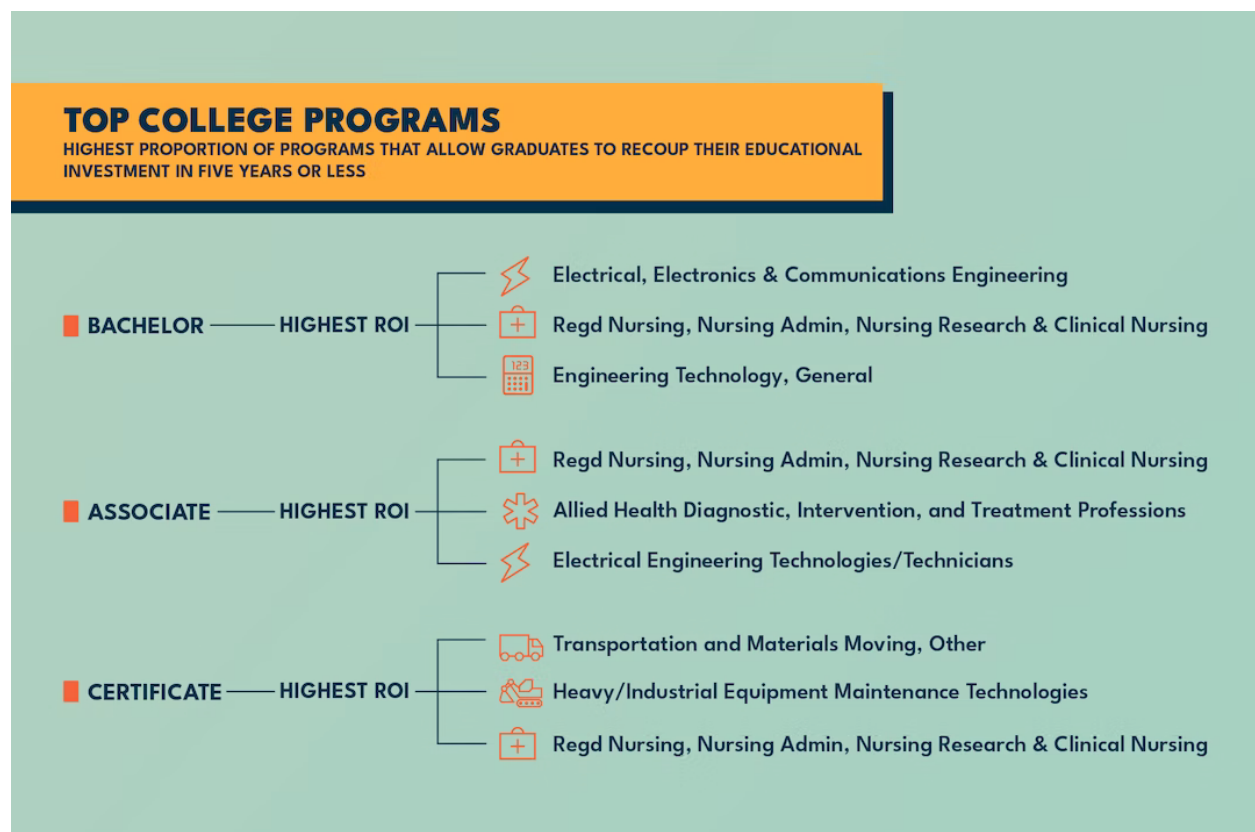 TOP COLLEGE PROGRAMS
HIGHEST PROPORTION OF PROGRAMS THAT ALLOW GRADUATES TO RECOUP THEIR EDUCATIONAL
INVESTMENT IN FIVE YEARS OR LESS
BACHELOR
HIGHEST ROI
Electrical, Electronics & Communications Engineering
Regd Nursing, Nursing Admin, Nursing Research & Clinical Nursing
123
Engineering Technology, General
ASSOCIATE
HIGHEST ROI
Regd Nursing, Nursing Admin, Nursing Research & Clinical Nursing
Allied Health Diagnostic, Intervention, and Treatment Professions
Electrical Engineering Technologies/Technicians
CERTIFICATE
HIGHEST ROI
Transportation and Materials Moving, Other
Heavy/Industrial Equipment Maintenance Technologies
Regd Nursing, Nursing Admin, Nursing Research & Clinical Nursing